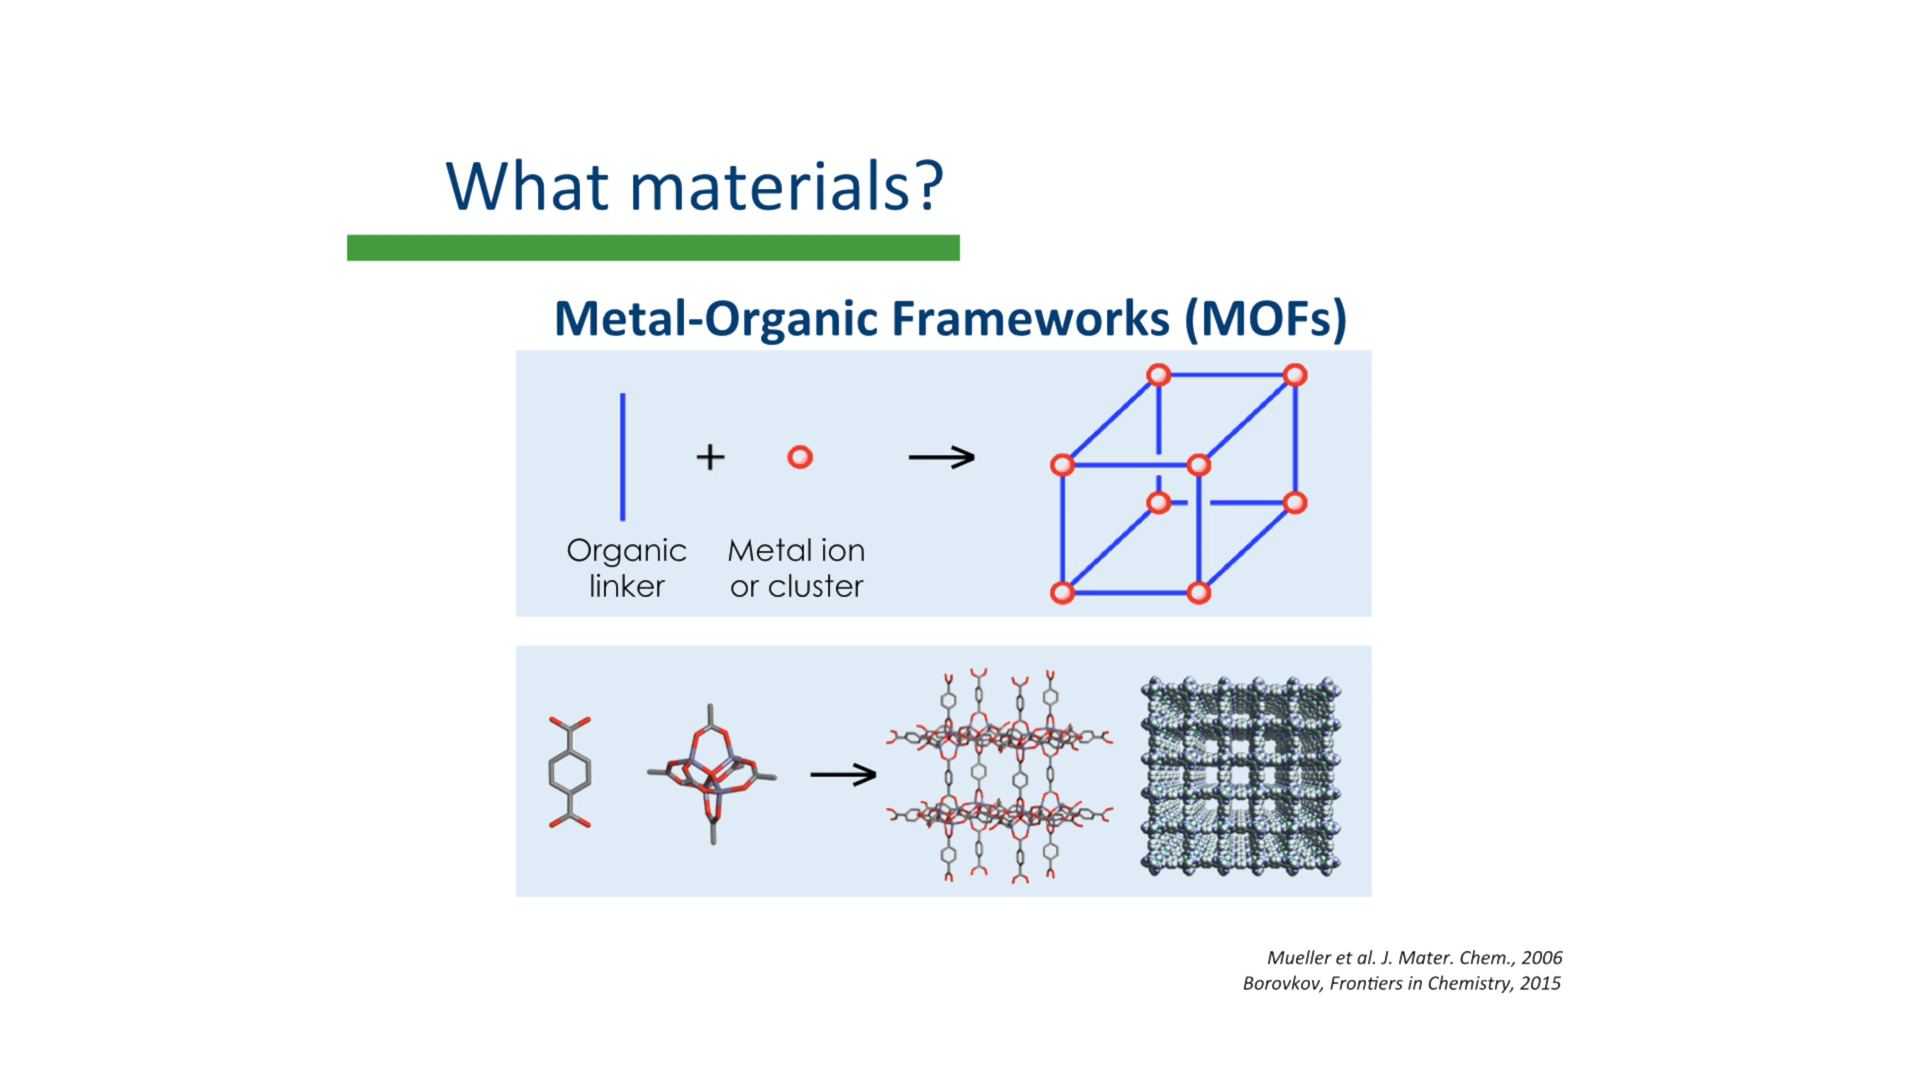 What materials?
Metal-Organic Frameworks (MOFs)
+
Organic linker
Metal ion or cluster
Mueller et al. J. Mater. Chem., 2006
Borovkov, Frontiers in Chemistry, 2015